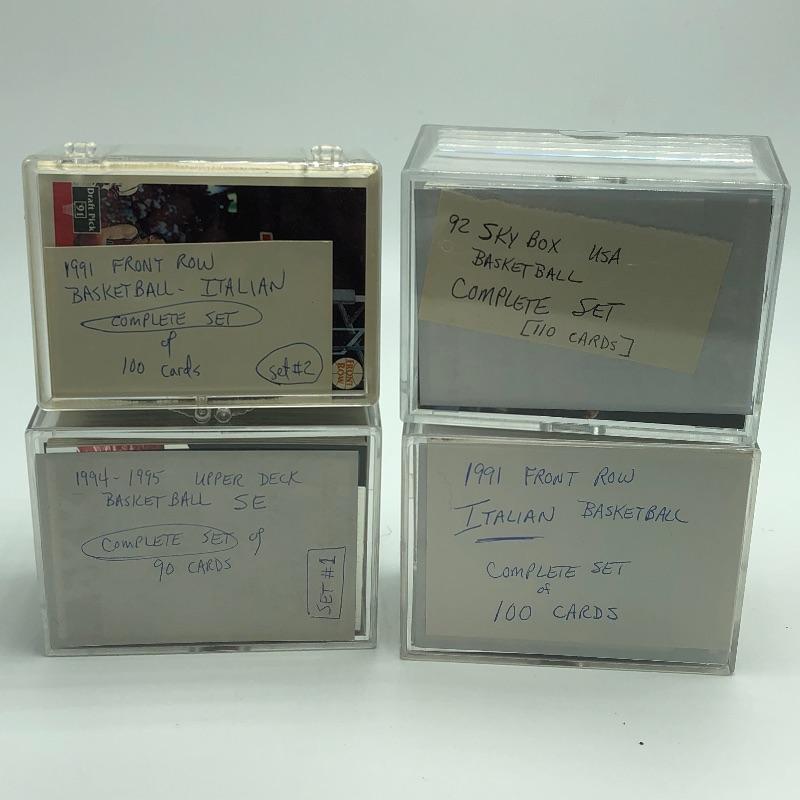 Draft Pick
'91
1991 FRONT ROW
BASKETBALL - ITALIAN
COMPLETE SET
of
100 Cards
Set #2
FRONT
ROW
92 SKY BOX USA
BASKETBALL
COMPLETE SET
[110 CARDS]
1994-1995 UPPER DECK
BASKETBALL SE
COMPLETE SET of
90 CARDS
SET #1
1991 FRONT ROW
ITALIAN BASKETBALL
COMPLETE SET
of
100 CARDS